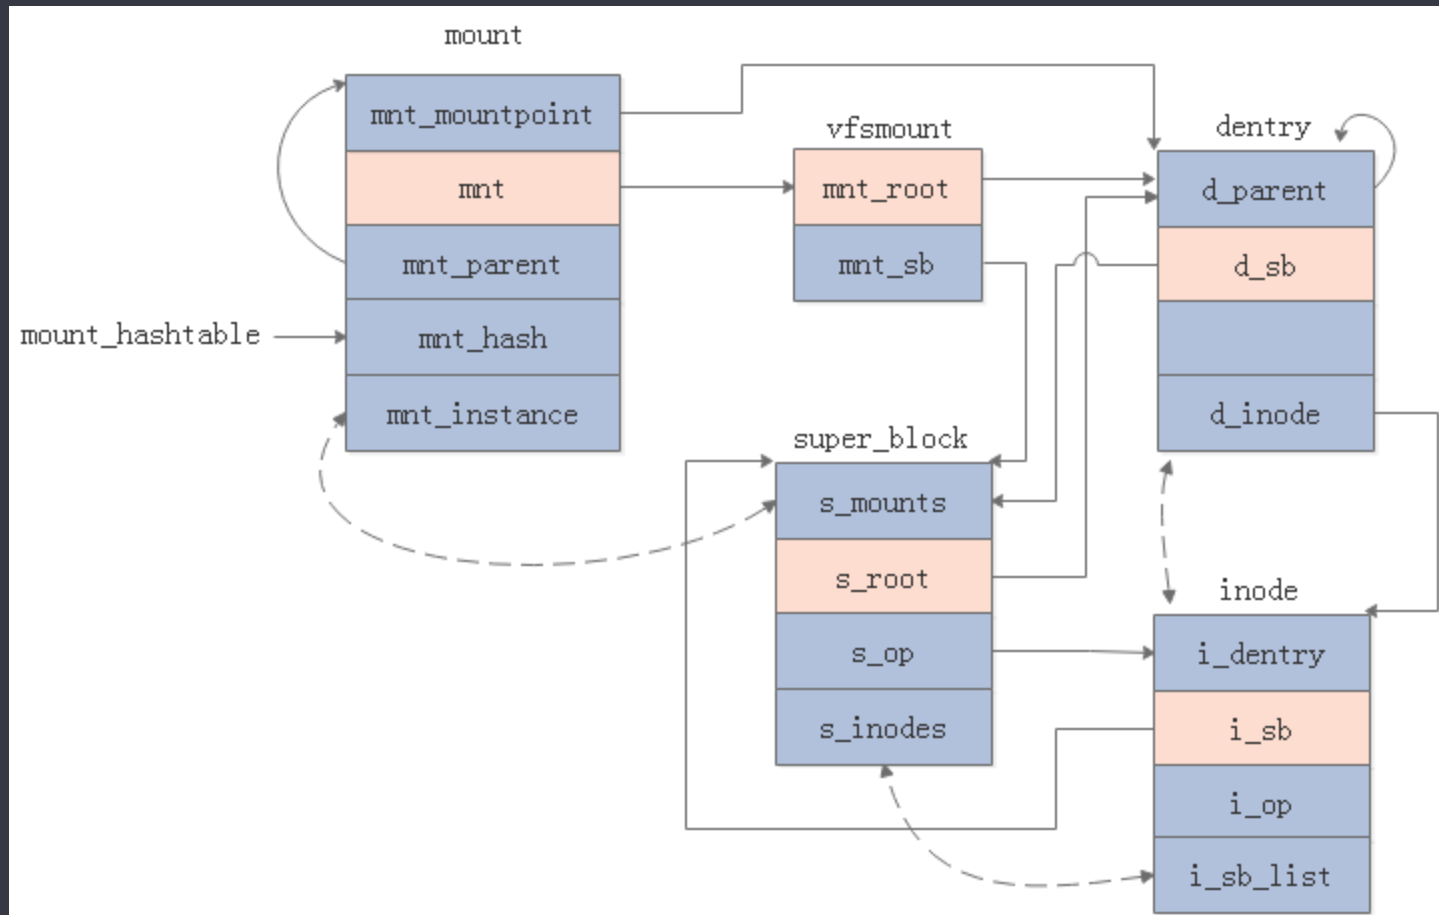 mount
mnt_mountpoint
mnt
mnt_parent
mnt_hash
mnt_instance
mount_hashtable
vfsmount
mnt_root
mnt_sb
dentry
d_parent
d_sb
d_inode
super_block
s_mounts
s_root
s_op
s_inodes
inode
i_dentry
i_sb
i_op
i_sb_list